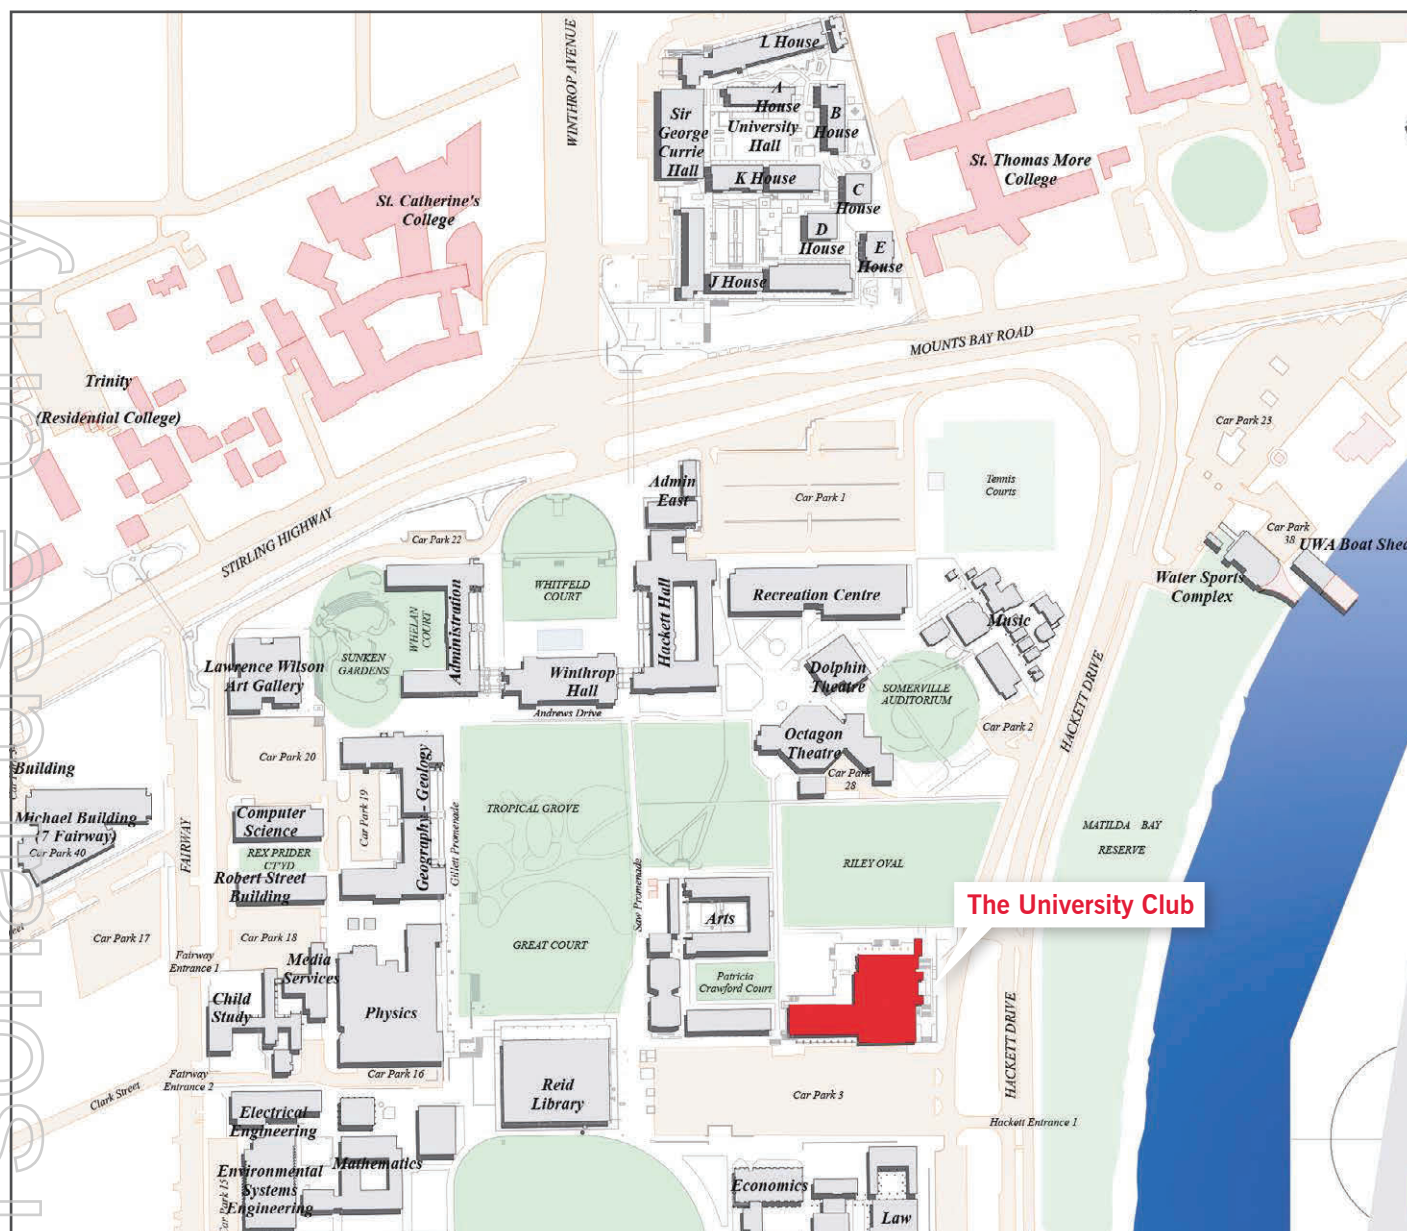 L House
WINTHROP AVENUE
A
House
B
House
Sir
George
Currie
Hall
University
Hall
K House
C
House
D
House
E
House
J House
St. Thomas More
College
St. Catherine's
College
MOUNTS BAY ROAD
Trinity
(Residential College)
STIRLING HIGHWAY
Car Park 23
Admin
East
Car Park 1
Tennis
Courts
Car Park 22
Car Park
38
UWA Boat Shed
Water Sports
Complex
WHITFELD
COURT
WHELAN
COURT
Administration
SUNKEN
GARDENS
Hackett Hall
Recreation Centre
Music
Lawrence Wilson
Art Gallery
Winthrop
Hall
Dolphin
Theatre
SOMERVILLE
AUDITORIUM
HACKETT DRIVE
Andrews Drive
Octagon
Theatre
Car Park 2
Car Park 20
Car Park
28
Building
Car Park 19
Geography - Geology
Gillett Promenade
TROPICAL GROVE
Computer
Science
Michael Building
(7 Fairway)
Car Park 40
FAIRWAY
REX PRIDER
CTYD
Robert Street
Building
MATILDA BAY
RESERVE
RILEY OVAL
Saw Promenade
The University Club
Arts
Car Park 17
Car Park 18
GREAT COURT
Fairway
Entrance 1
Media
Services
Patricia
Crawford Court
Child
Study
Physics
HACKETT DRIVE
Fairway
Entrance 2
Car Park 16
Clark Street
Reid
Library
Car Park 3
Electrical
Engineering
Hackett Entrance 1
Mathematics
Environmental
Systems
Engineering
Car Park 15
Economics
Law